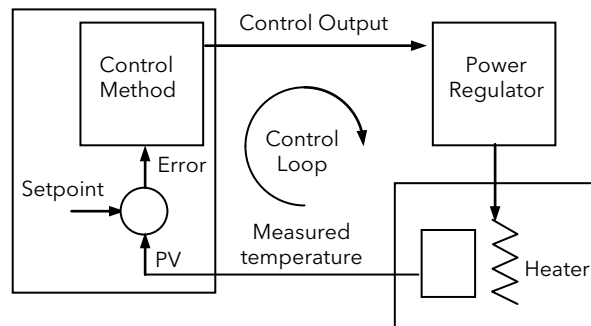 Control Output
Control
Method
Power
Regulator
Control
Loop
Error
Setpoint
Measured
temperature
PV
Heater